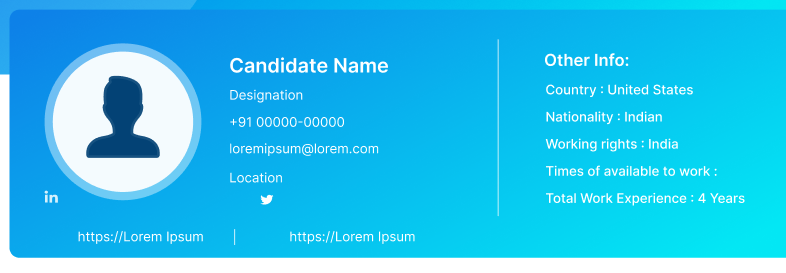 Candidate Name
Designation
+91 00000-00000
loremipsum@lorem.com
Location
in
https://Lorem Ipsum | https://Lorem Ipsum
Other Info:
Country : United States
Nationality : Indian
Working rights : India
Times of available to work :
Total Work Experience : 4 Years